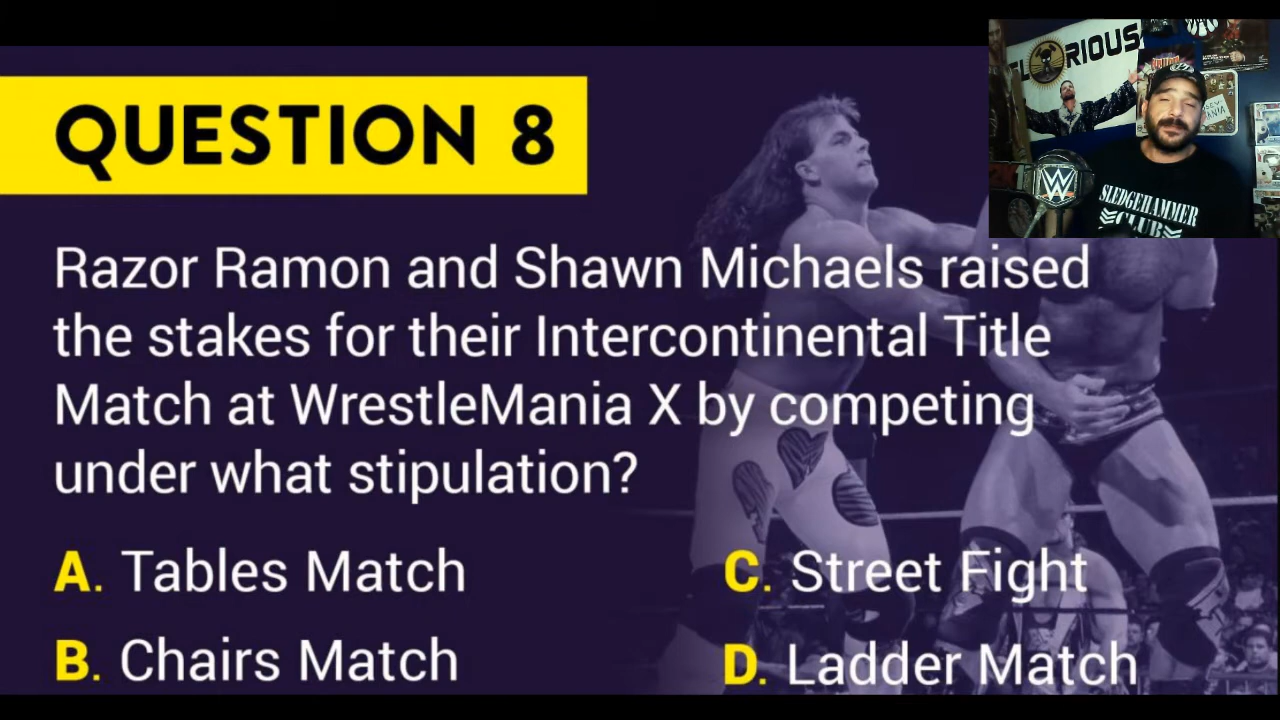 QUESTION 8
Razor Ramon and Shawn Michaels raised
the stakes for their Intercontinental Title
Match at WrestleMania X by competing
under what stipulation?
A. Tables Match
B. Chairs Match
C. Street Fight
D. Ladder Match
RIOUS
W
SLEDGEHAMMER
CLUB